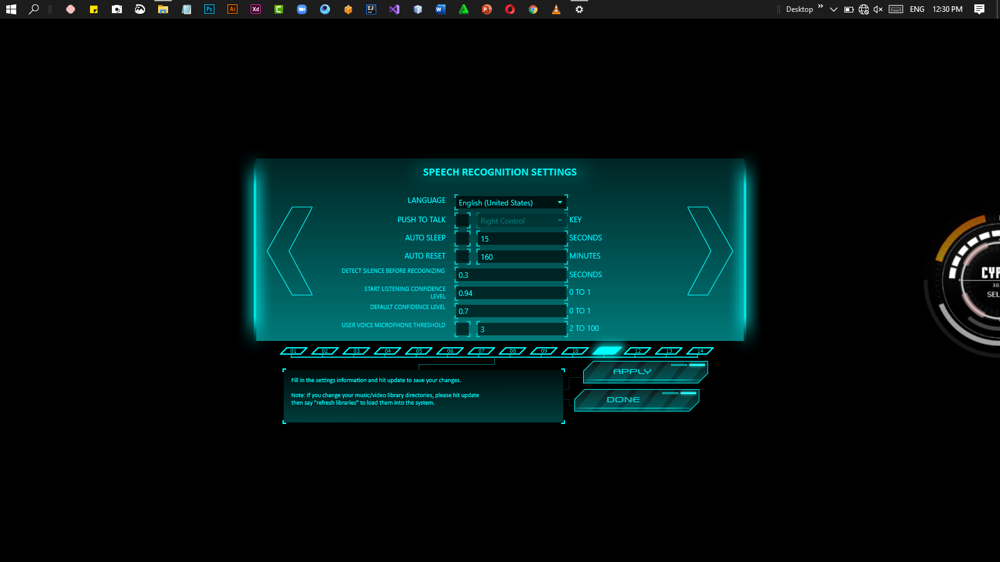 Ps
Ai
Xd
C
IJ
W
P
Desktop
ENG
12:30 PM
SPEECH RECOGNITION SETTINGS
LANGUAGE English (United States)
PUSH TO TALK Right Control KEY
AUTO SLEEP 15 SECONDS
AUTO RESET 160 MINUTES
DETECT SILENCE BEFORE RECOGNIZING 0.3 SECONDS
START LISTENING CONFIDENCE
LEVEL 0.94 0 TO 1
DEFAULT CONFIDENCE LEVEL 0.7 0 TO 1
USER VOICE MICROPHONE THRESHOLD 3 2 TO 100
01 02 03 04 05 06 07 08 09 10 12 13 14
Fill in the settings information and hit update to save your changes.
Note: If you change your music/video library directories, please hit update
then say "refresh libraries" to load them into the system.
APPLY
DONE
CYP
3.0.
SEL